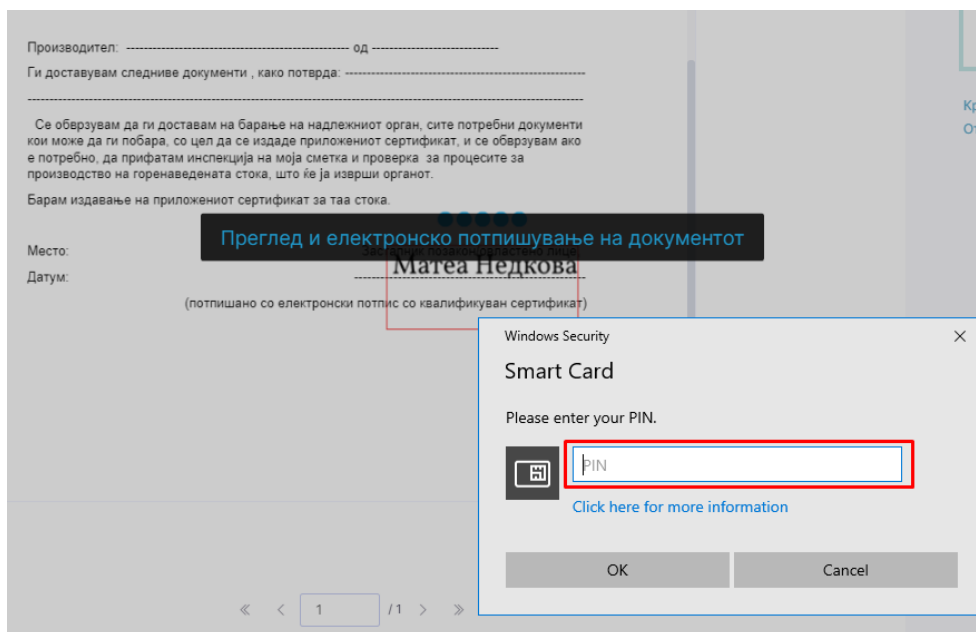 Производител: ---------------------------------------------------- од ------------------------------
Ги доставувам следниве документи , како потврда: ---------------------------------------------------------
-----------------------------------------------------------------------------------------------------------------------------------
Се обврзувам да ги доставам на барање на надлежниот орган, сите потребни документи
кои може да ги побара, со цел да се издаде приложениот сертификат, и се обврзувам ако
е потребно, да прифатам инспекција на моја сметка и проверка за процесите за
производство на горенаведената стока, што ќе ја изврши органот.
Барам издавање на приложениот сертификат за таа стока.
Преглед и електронско потпишување на документот
Место:
Матеа Недкова
Датум: ------------------------------------------------------
(потпишано со електронски потпис со квалификуван сертификат)
Кр
От
Windows Security
Smart Card
Please enter your PIN.
PIN
Click here for more information
OK Cancel
« < 1 /1 > »